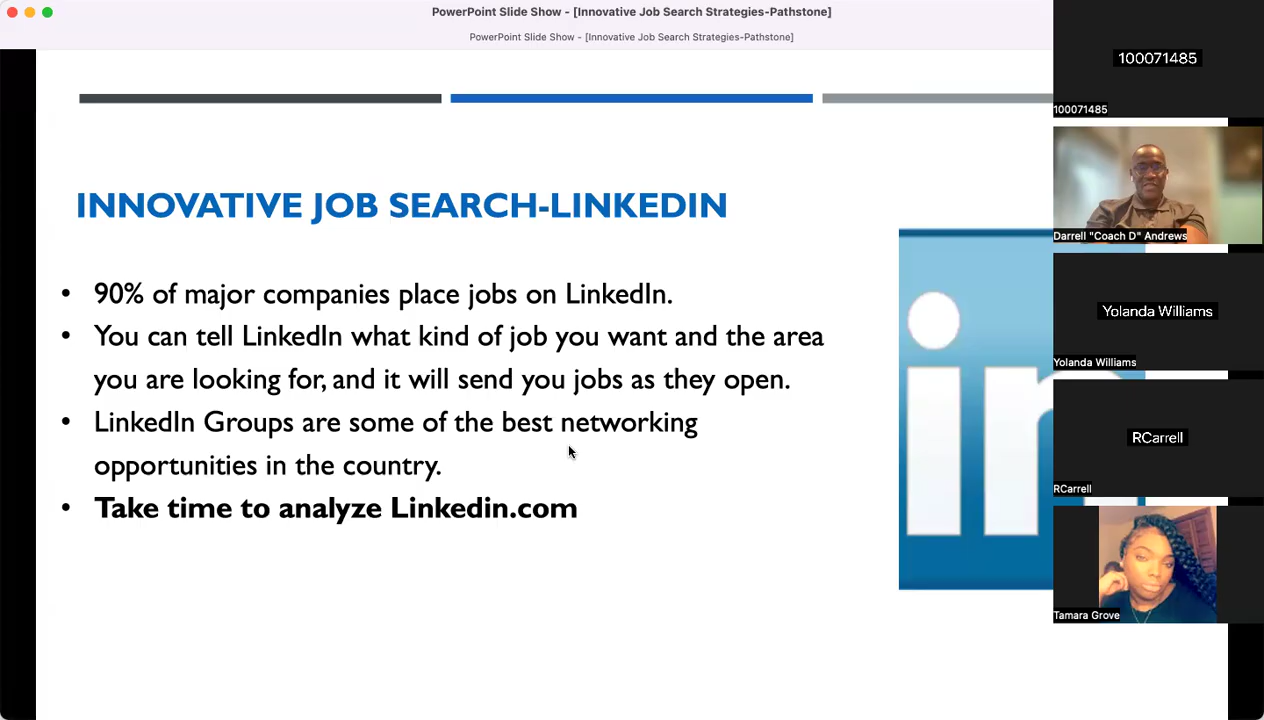 PowerPoint Slide Show - [Innovative Job Search Strategies-Pathstone]
PowerPoint Slide Show - [Innovative Job Search Strategies-Pathstone]
INNOVATIVE JOB SEARCH-LINKEDIN
• 90% of major companies place jobs on LinkedIn.
• You can tell LinkedIn what kind of job you want and the area
you are looking for, and it will send you jobs as they open.
• LinkedIn Groups are some of the best networking
opportunities in the country.
• Take time to analyze Linkedin.com
in
100071485
100071485
Darrell "Coach D" Andrews
Yolanda Williams
Yolanda Williams
RCarrell
RCarrell
Tamara Grove